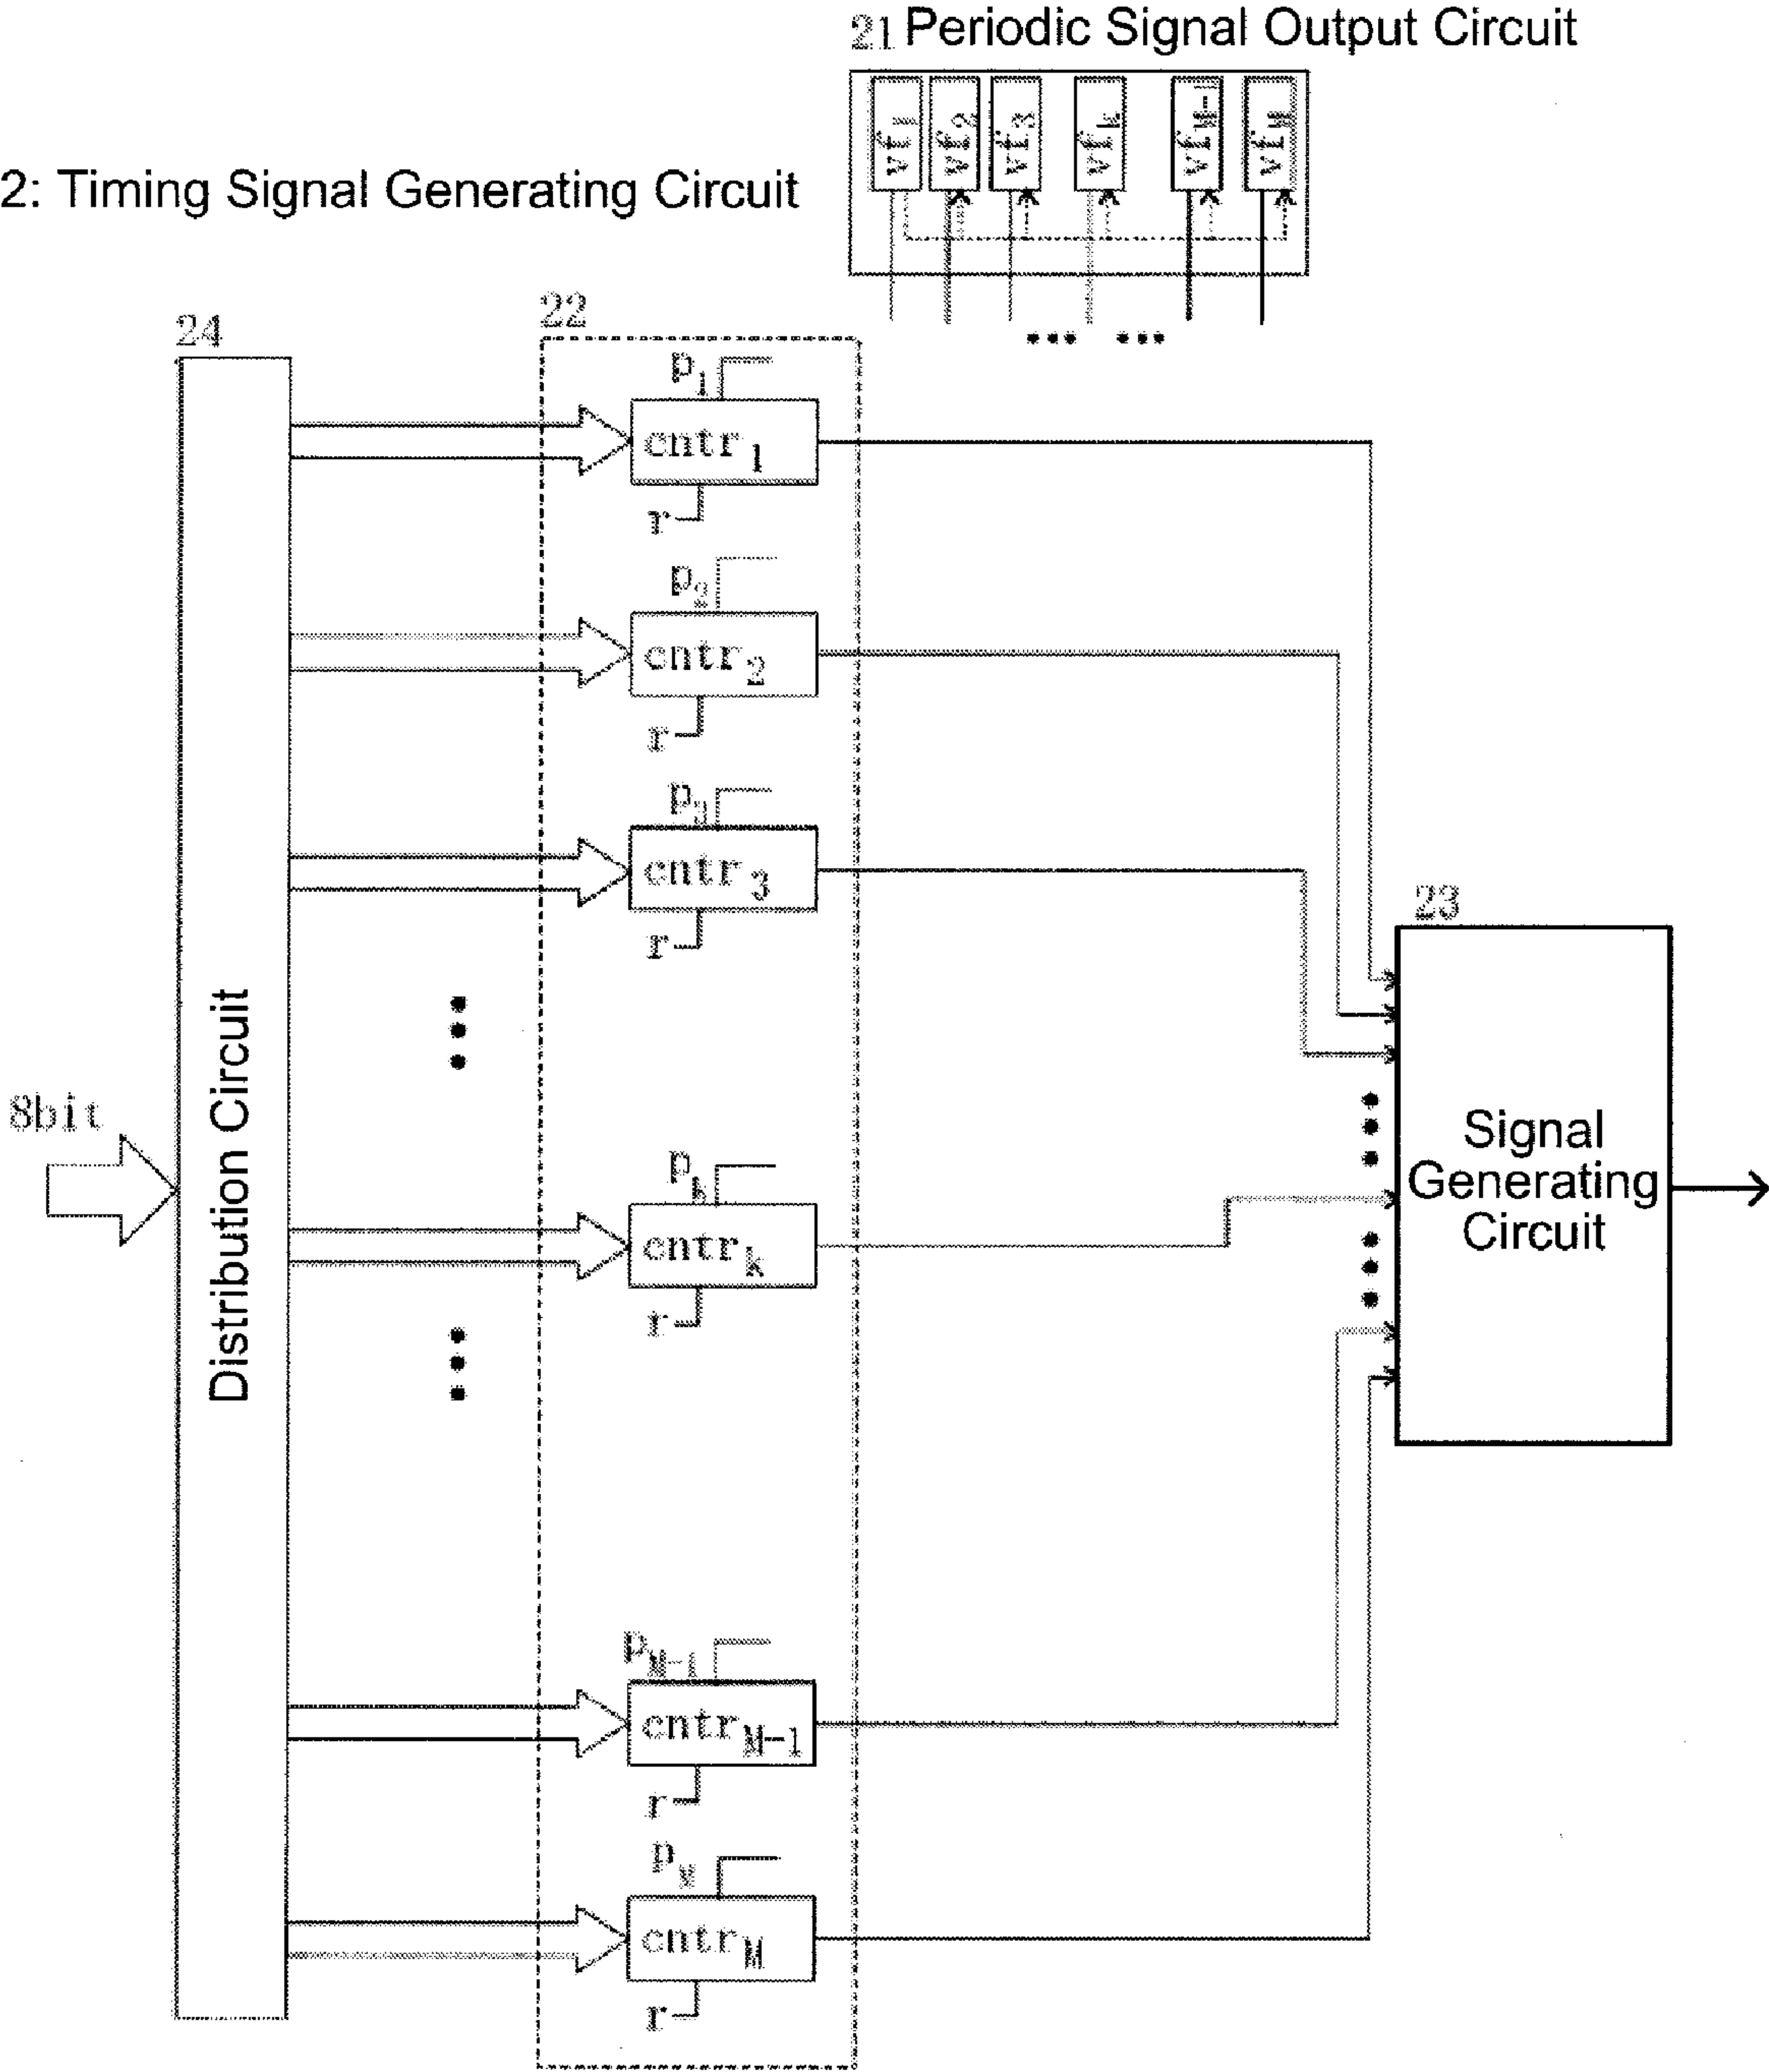 21 Periodic Signal Output Circuit
vf1 vf2 vf3 vfk vfM-1 vfM
2: Timing Signal Generating Circuit
24
22
p1
cntr1
r
p2
cntr2
r
p3
cntr3
r
23
8bit
Distribution Circuit
Signal
Generating
Circuit
pk
cntrk
r
pM-1
cntrM-1
r
pM
cntrM
r